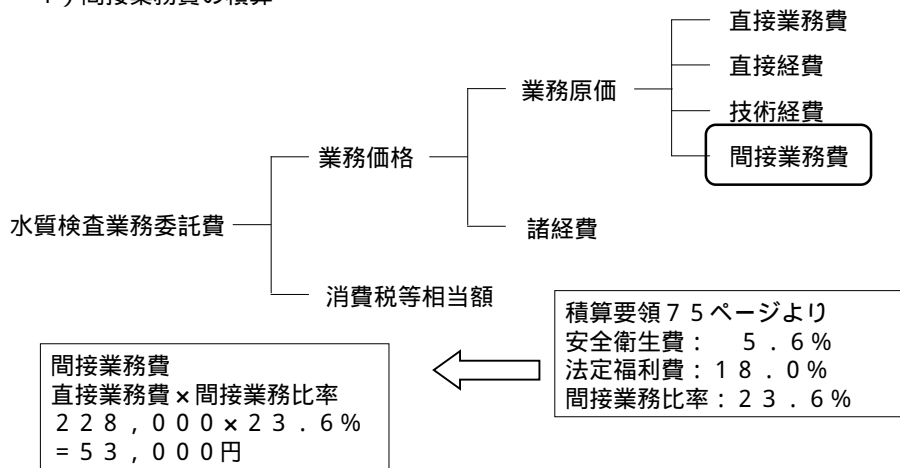 ４）間接業務費の積算
直接業務費
直接経費
業務原価
技術経費
間接業務費
業務価格
諸経費
水質検査業務委託費
消費税等相当額
積算要領７５ページより
安全衛生費：　５．６％
法定福利費：１８．０％
間接業務比率：２３．６％
間接業務費
直接業務費×間接業務比率
２２８，０００×２３．６％
＝５３，０００円